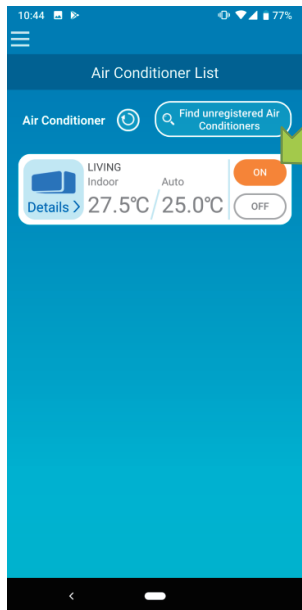 10:44 77%
Air Conditioner List
Air Conditioner Find unregistered Air
Conditioners
LIVING
Indoor Auto ON
Details > 27.5℃ 25.0℃ OFF